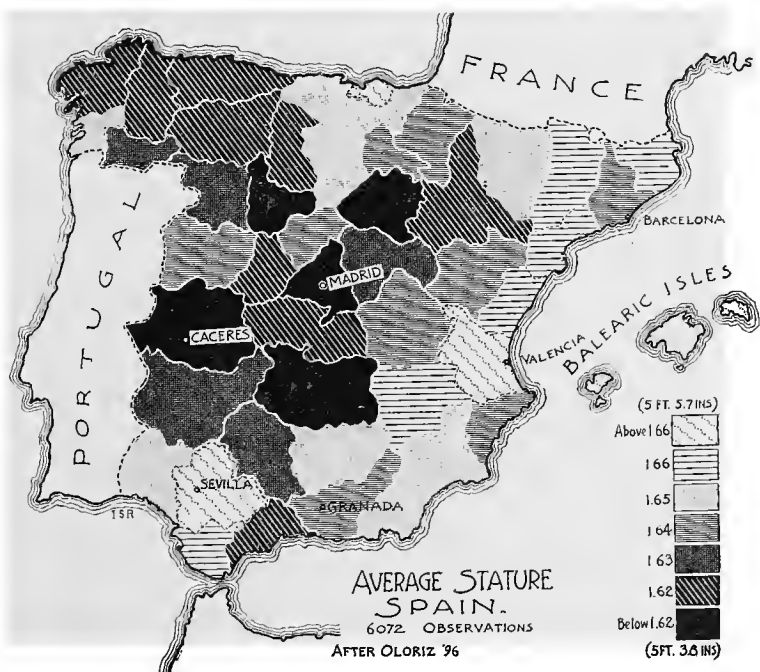 FRANCE
PORTUGAL
BARCELONA
MADRID
BALEARIC ISLES
CACERES
VALENCIA
SEVILLA
GRANADA
(5 FT. 5.7 INS)
Above 1.66
1.66
1.65
1.64
1.63
1.62
Below 1.62
(5 FT. 3.8 INS)
AVERAGE STATURE
SPAIN.
6072 OBSERVATIONS
AFTER OLORIZ '96